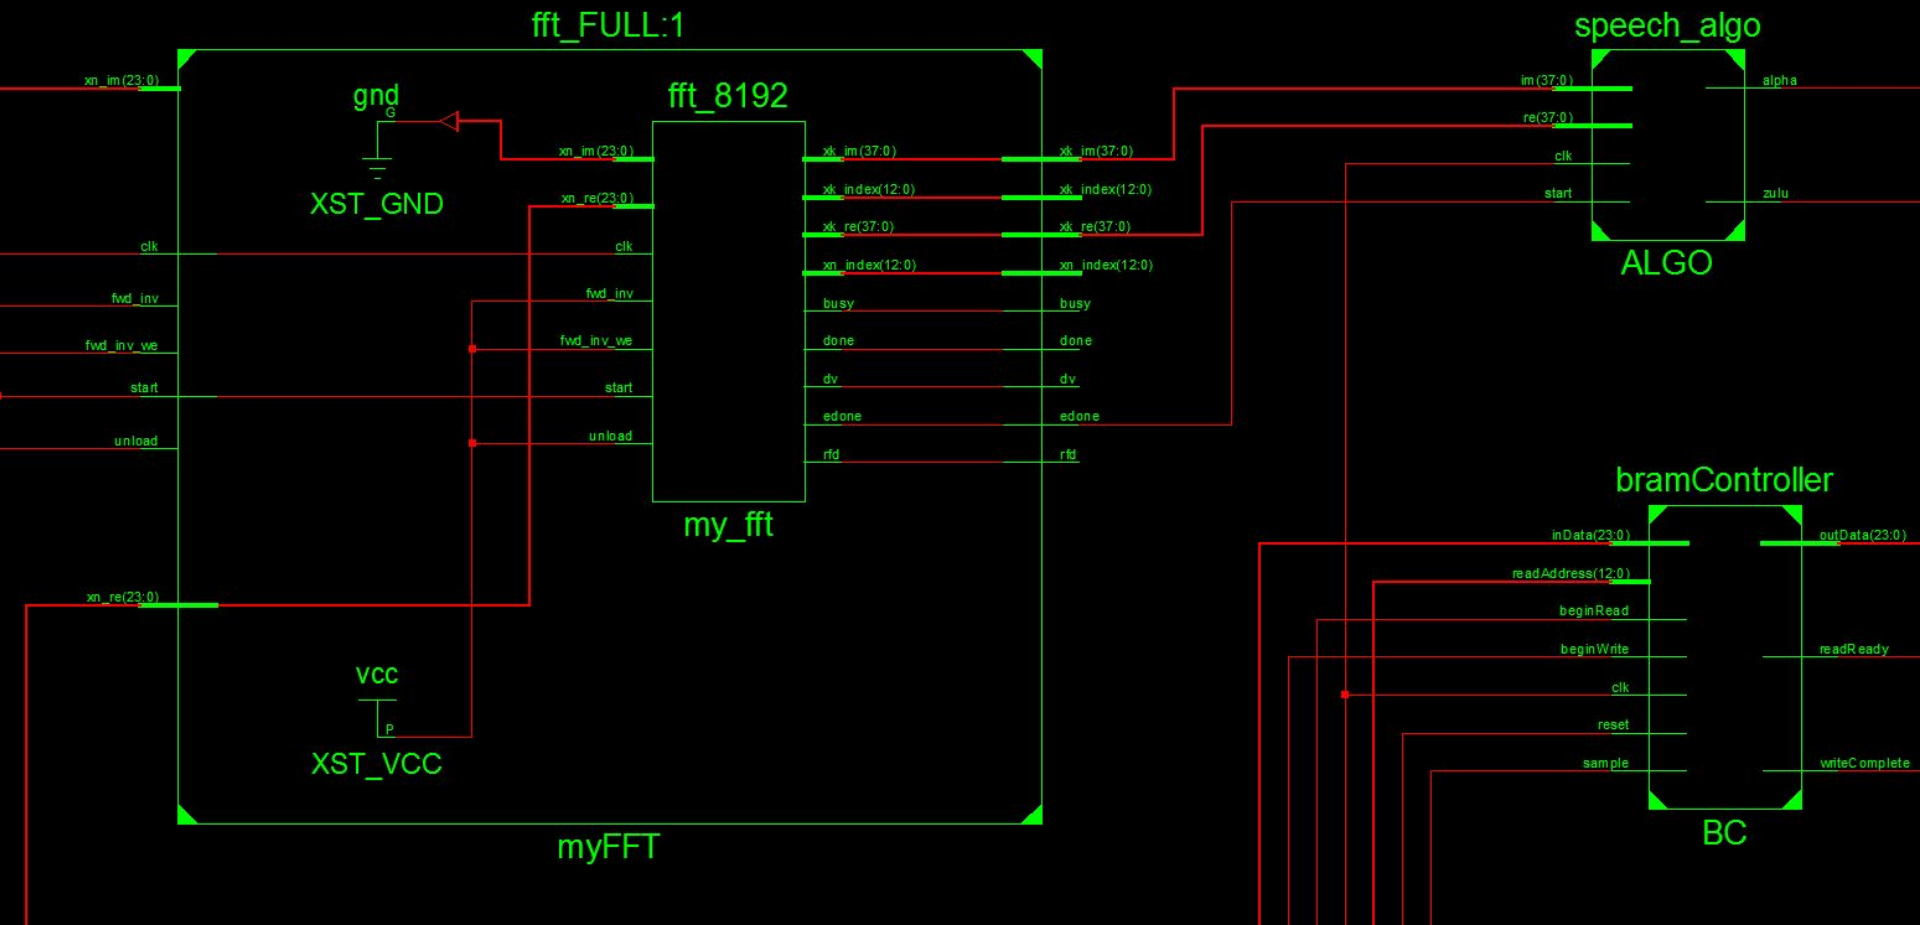 fft_FULL:1
xn_im(23:0)
clk
fwd_inv
fwd_inv_we
start
unload
xn_re(23:0)
gnd
G
XST_GND
vcc
P
XST_VCC
fft_8192
xn_im(23:0)
xn_re(23:0)
clk
fwd_inv
fwd_inv_we
start
unload
xk_im(37:0)
xk_index(12:0)
xk_re(37:0)
xn_index(12:0)
busy
done
dv
edone
rfd
my_fft
xk_im(37:0)
xk_index(12:0)
xk_re(37:0)
xn_index(12:0)
busy
done
dv
edone
rfd
myFFT
speech_algo
im(37:0)
re(37:0)
clk
start
alpha
zulu
ALGO
bramController
inData(23:0)
readAddress(12:0)
beginRead
beginWrite
clk
reset
sample
outData(23:0)
readReady
writeComplete
BC